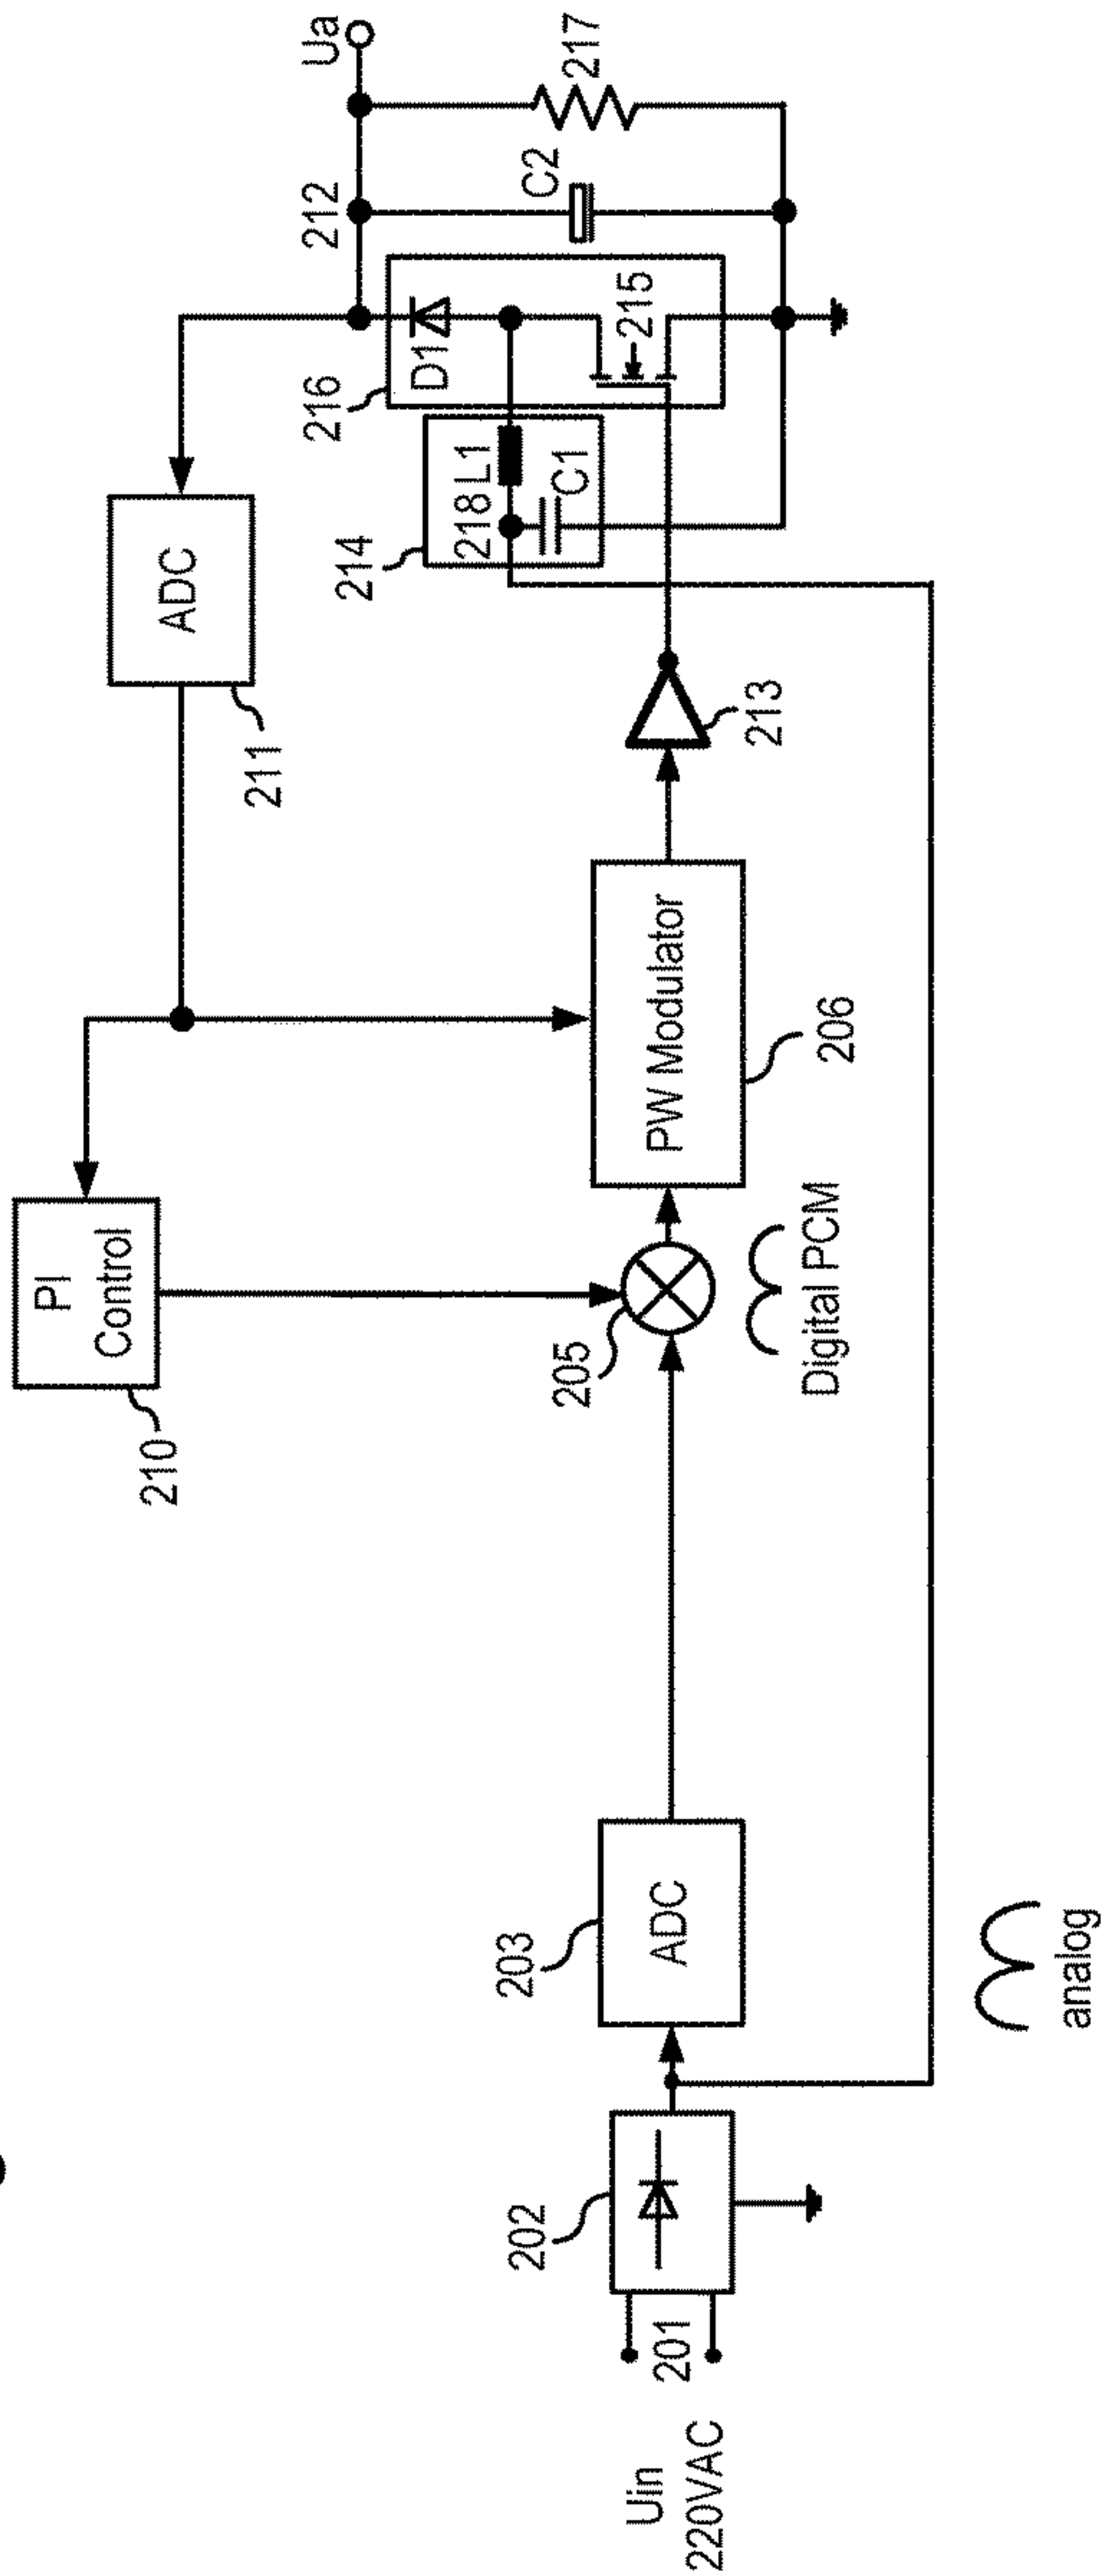 Uin
220VAC
201
202
203
ADC
analog
210
PI
Control
205
Digital PCM
PW Modulator
206
211
ADC
213
214
218
L1
C1
216
D1
215
212
C2
217
Ua